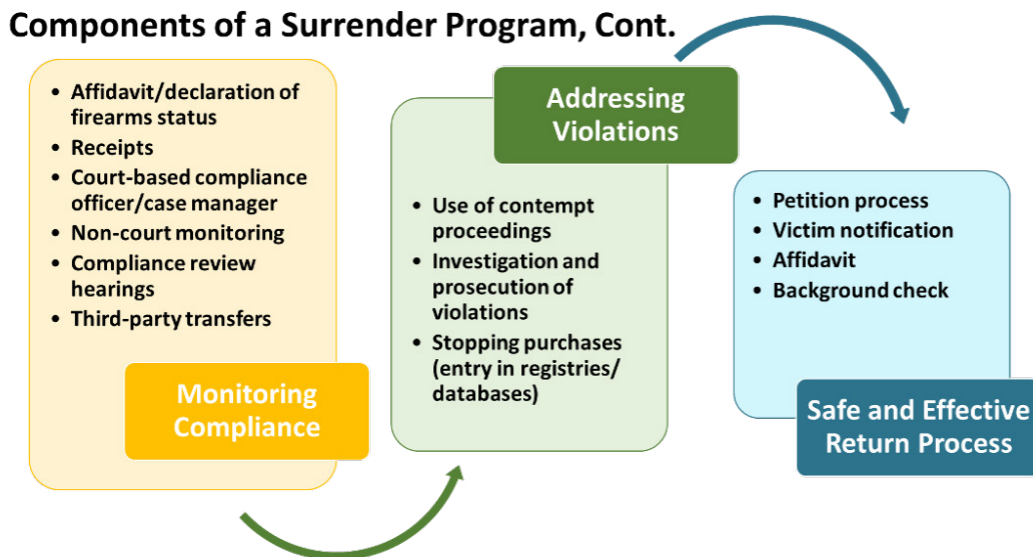 Components of a Surrender Program, Cont.
• Affidavit/declaration of
firearms status
• Receipts
• Court-based compliance
officer/case manager
• Non-court monitoring
• Compliance review
hearings
• Third-party transfers
Monitoring
Compliance
Addressing
Violations
• Use of contempt
proceedings
• Investigation and
prosecution of
violations
• Stopping purchases
(entry in registries/
databases)
• Petition process
• Victim notification
• Affidavit
• Background check
Safe and Effective
Return Process